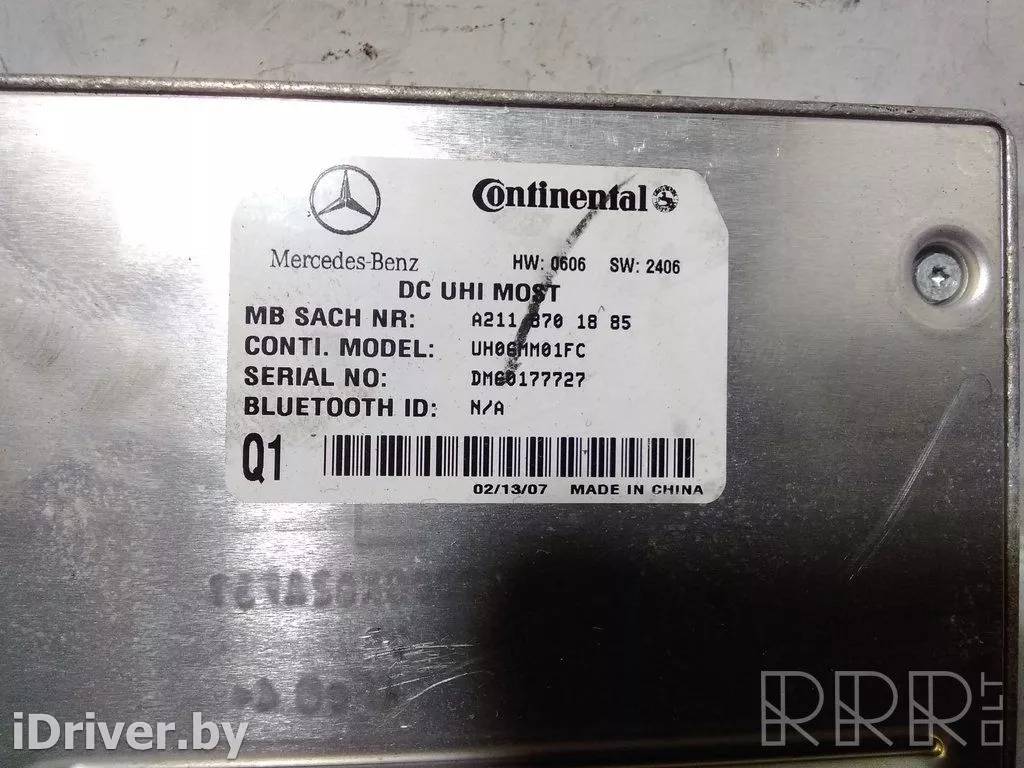 Continental
Mercedes-Benz
HW: 0606 SW: 2406
DC UHI MOST
MB SACH NR: A211 870 18 85
CONTI. MODEL: UH06MM01FC
SERIAL NO: DM60177727
BLUETOOTH ID: N/A
Q1
02/13/07 MADE IN CHINA
iDriver.by
RRR.LT